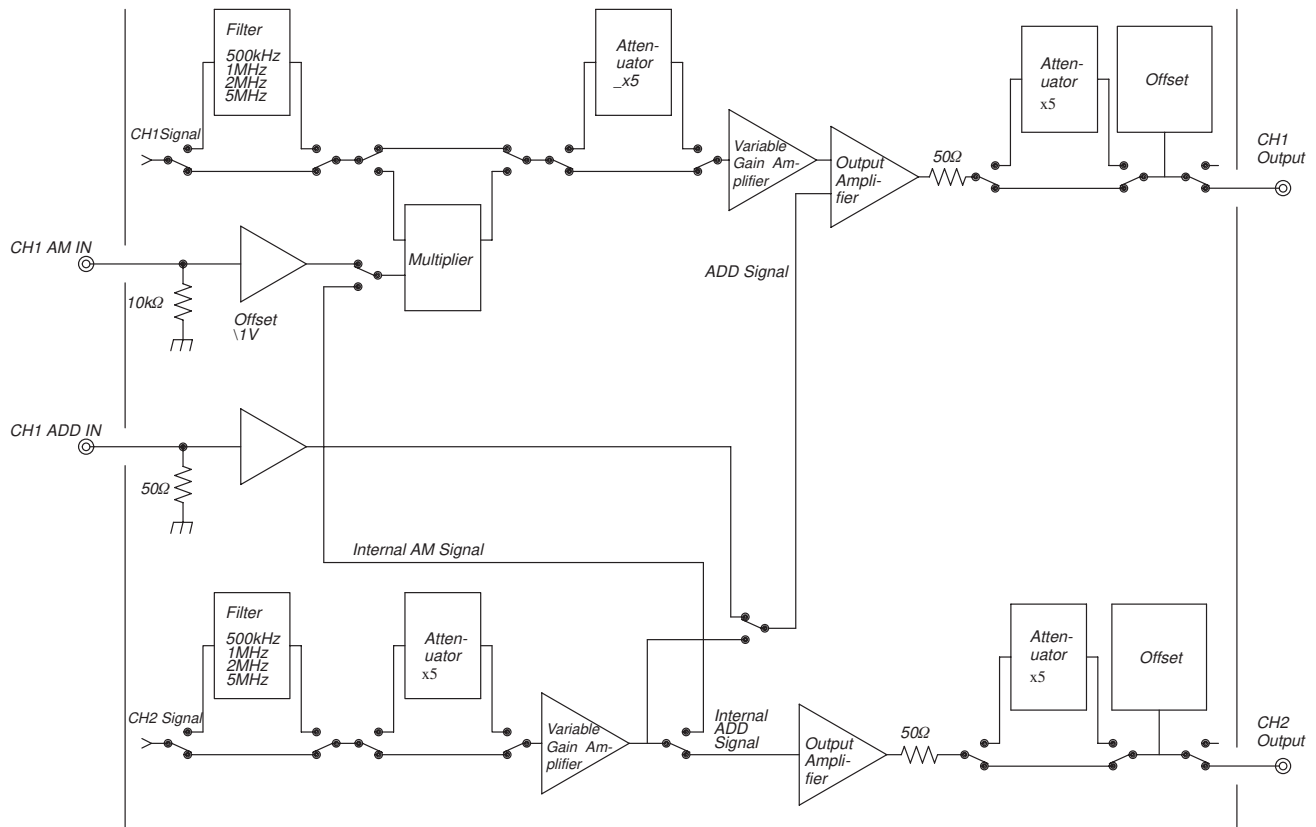 Filter
500kHz
1MHz
2MHz
5MHz
Atten-
uator
_x5
Atten-
uator
x5
Offset
CH1Signal
Variable
Gain Am-
plifier
Output
Ampli-
fier
50Ω
CH1
Output
CH1 AM IN
10kΩ
Offset
\1V
Multiplier
ADD Signal
CH1 ADD IN
50Ω
Internal AM Signal
Filter
500kHz
1MHz
2MHz
5MHz
Atten-
uator
x5
Atten-
uator
x5
Offset
CH2 Signal
Variable
Gain Am-
plifier
Internal
ADD
Signal
Output
Ampli-
fier
50Ω
CH2
Output